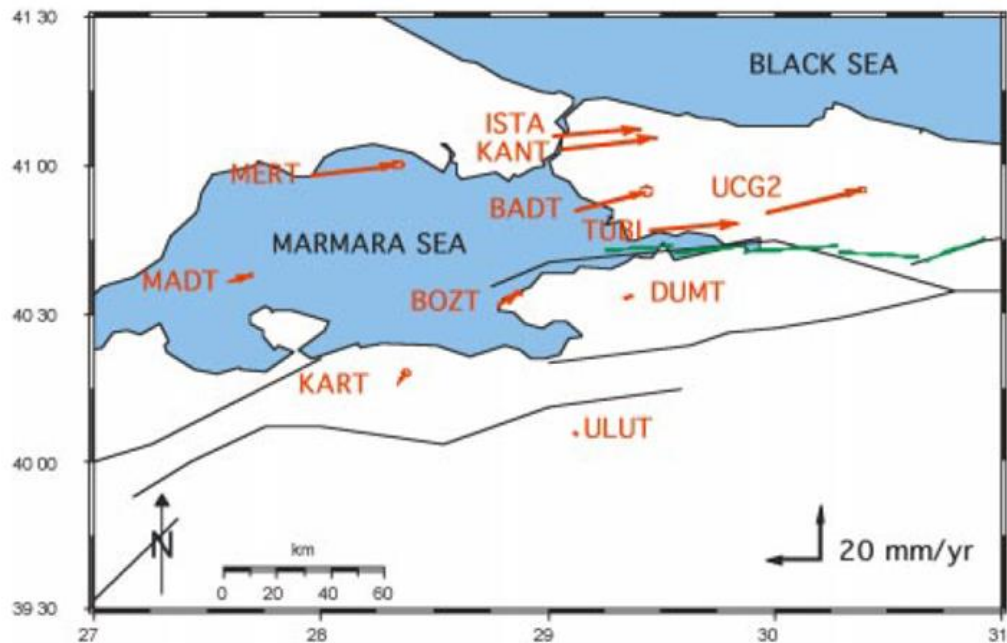 41 30
BLACK SEA
ISTA
KANT
41 00
MERT
UCG2
BADT
TUBI
MARMARA SEA
MADT
BOZT
DUMT
40 30
KART
ULUT
40 00
N
km
20 mm/yr
0 20 40 60
39 30
27 28 29 30 31